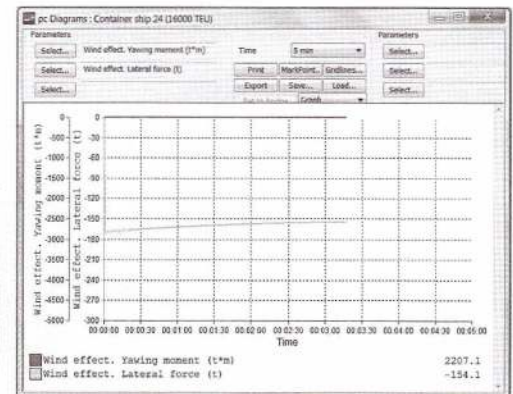 pc Diagrams : Container ship 24 (16000 TEU)
Parameters
Parameters
Select... Wind effect. Yawing moment (t*m) Time 5 min Select...
Select... Wind effect. Lateral force (t) Print MarkPoint.. Gridlines... Select...
Select... Export Save... Load... Select...
Graph
Wind effect. Yawing moment (t*m)
0
-500
-1000
-1500
-2000
-2500
-3000
-3500
-4000
-4500
-5000
Wind effect. Lateral force (t)
0
-30
-60
-90
-120
-150
-180
-210
-240
-270
-300
00:00:00 00:00:30 00:01:00 00:01:30 00:02:00 00:02:30 00:03:00 00:03:30 00:04:00 00:04:30 00:05:00
Time
Wind effect. Yawing moment (t*m) 2207.1
Wind effect. Lateral force (t) -154.1